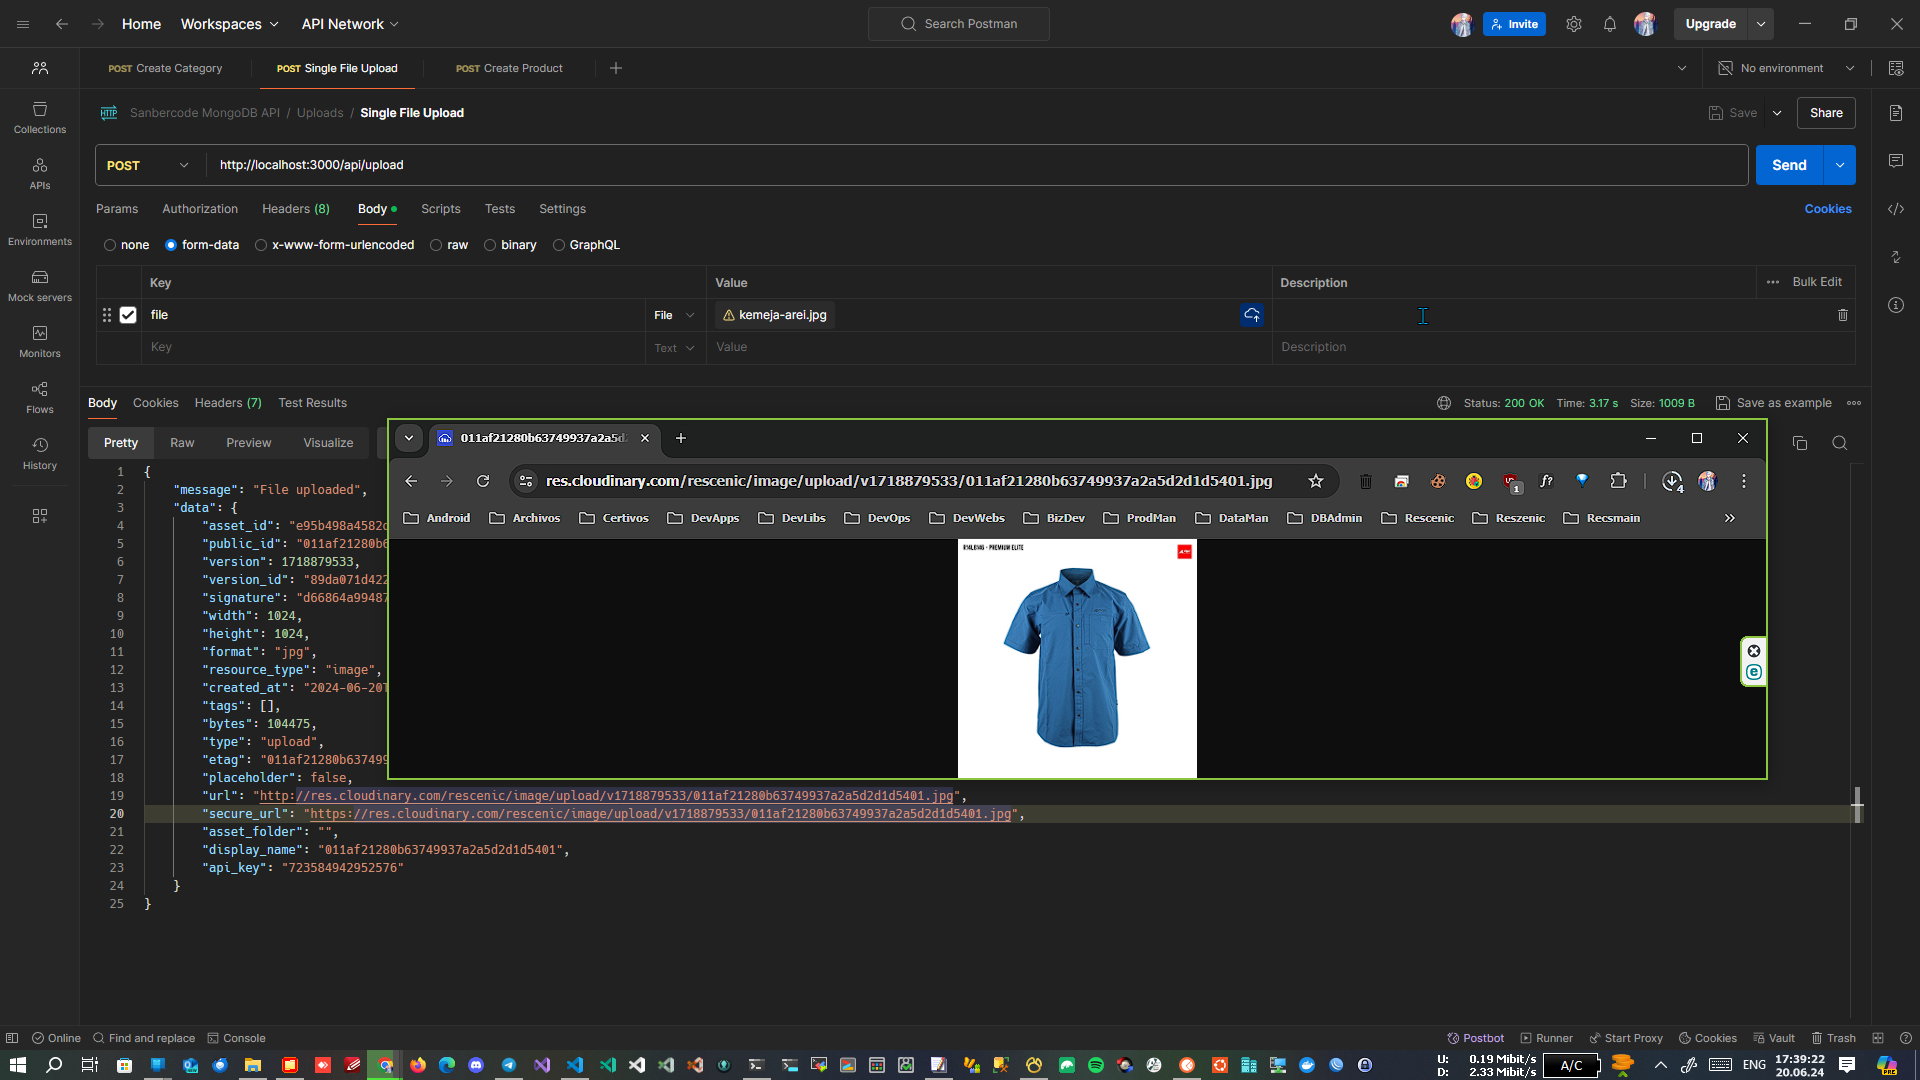 Home Workspaces API Network Search Postman Invite Upgrade
POST Create Category POST Single File Upload POST Create Product No environment
HTTP Sanbercode MongoDB API / Uploads / Single File Upload Save Share
POST http://localhost:3000/api/upload Send
Params Authorization Headers (8) Body Scripts Tests Settings Cookies
none form-data x-www-form-urlencoded raw binary GraphQL
Key Value Description Bulk Edit
file File kemeja-arei.jpg
Key Text Value Description
Collections
APIs
Environments
Mock servers
Monitors
Flows
History
Body Cookies Headers (7) Test Results Status: 200 OK Time: 3.17 s Size: 1009 B Save as example
Pretty Raw Preview Visualize
011af21280b63749937a2a5d2
res.cloudinary.com/rescenic/image/upload/v1718879533/011af21280b63749937a2a5d2d1d5401.jpg 1 f? 4
Android Archivos Certivos DevApps DevLibs DevOps DevWebs BizDev ProdMan DataMan DBAdmin Rescenic Reszenic Recsmain
- PREMIUM ELITE
1 {
2 "message": "File uploaded",
3 "data": {
4 "asset_id": "e95b498a4582c
5 "public_id": "011af21280b6
6 "version": 1718879533,
7 "version_id": "89da071d422
8 "signature": "d66864a99487
9 "width": 1024,
10 "height": 1024,
11 "format": "jpg",
12 "resource_type": "image",
13 "created_at": "2024-06-20T
14 "tags": [],
15 "bytes": 104475,
16 "type": "upload",
17 "etag": "011af21280b637499
18 "placeholder": false,
19 "url": "http://res.cloudinary.com/rescenic/image/upload/v1718879533/011af21280b63749937a2a5d2d1d5401.jpg",
20 "secure_url": "https://res.cloudinary.com/rescenic/image/upload/v1718879533/011af21280b63749937a2a5d2d1d5401.jpg",
21 "asset_folder": "",
22 "display_name": "011af21280b63749937a2a5d2d1d5401",
23 "api_key": "723584942952576"
24 }
25 }
Online Find and replace Console Postbot Runner Start Proxy Cookies Vault Trash
U: 0.19 Mibit/s
D: 2.33 Mibit/s
A/C
ENG
17:39:22
20.06.24